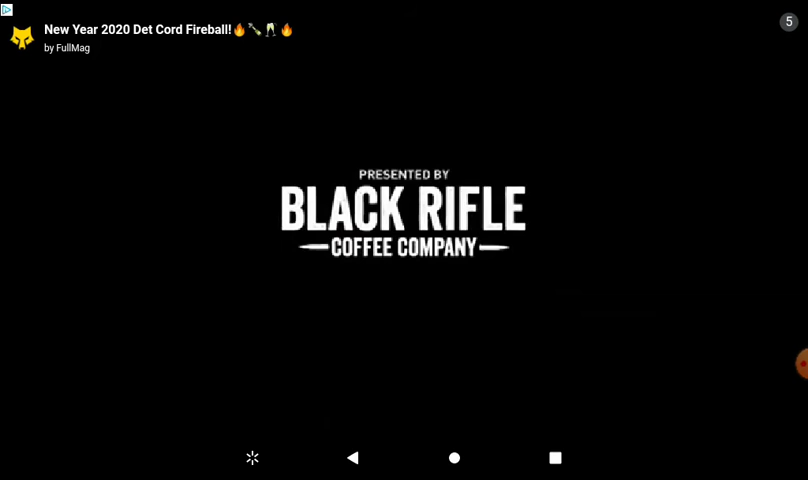 New Year 2020 Det Cord Fireball!🔥🍾🥂🔥
by FullMag
5
PRESENTED BY
BLACK RIFLE
COFFEE COMPANY